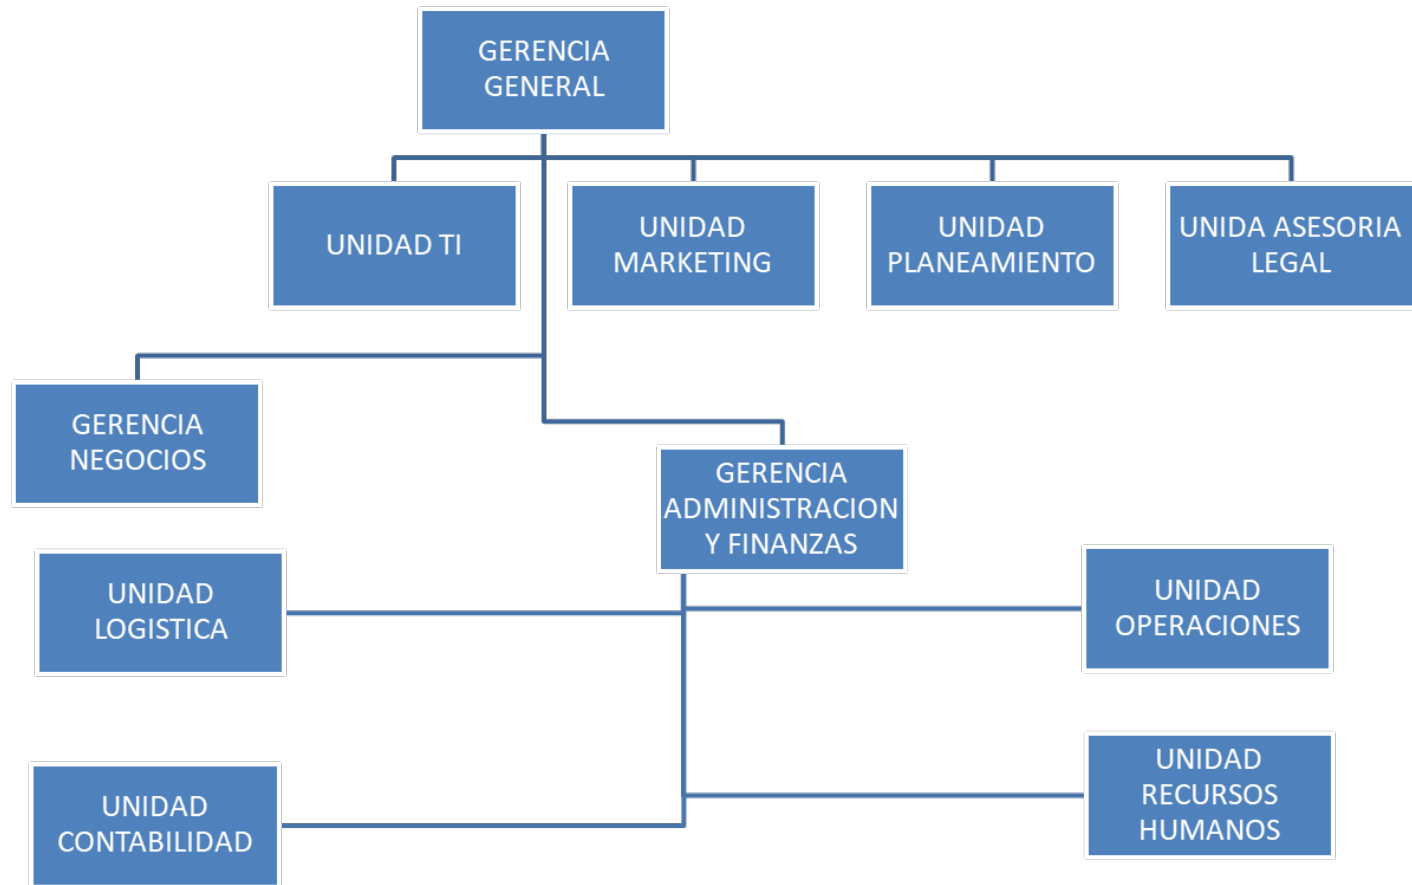 GERENCIA
GENERAL
UNIDAD TI
UNIDAD
MARKETING
UNIDAD
PLANEAMIENTO
UNIDA ASESORIA
LEGAL
GERENCIA
NEGOCIOS
GERENCIA
ADMINISTRACION
Y FINANZAS
UNIDAD
LOGISTICA
UNIDAD
OPERACIONES
UNIDAD
CONTABILIDAD
UNIDAD
RECURSOS
HUMANOS